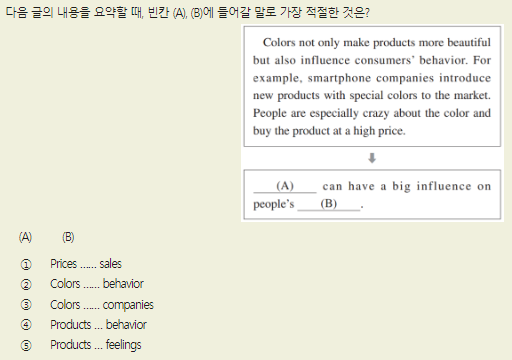 다음 글의 내용을 요약할 때, 빈칸 (A), (B)에 들어갈 말로 가장 적절한 것은?
Colors not only make products more beautiful
but also influence consumers' behavior. For
example, smartphone companies introduce
new products with special colors to the market.
People are especially crazy about the color and
buy the product at a high price.
(A) can have a big influence on
people's (B).
(A) (B)
① Prices ...... sales
② Colors ...... behavior
③ Colors ...... companies
④ Products ... behavior
⑤ Products ... feelings